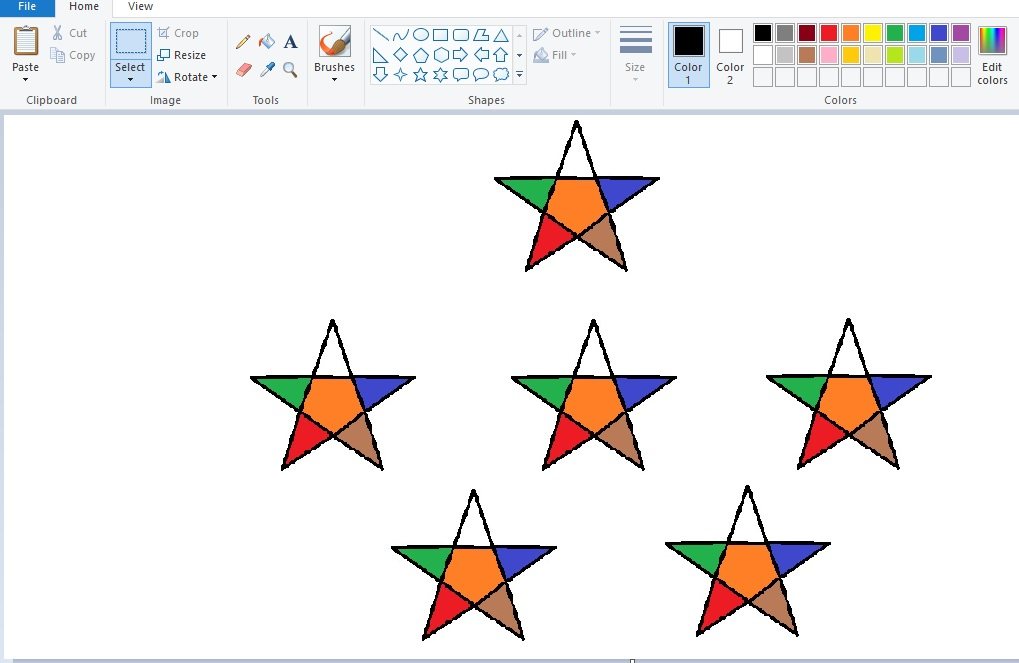 File Home View
Paste
Cut
Copy
Clipboard
Select
Crop
Resize
Rotate
Image
A
Tools
Brushes
Shapes
Outline
Fill
Size
Color
1
Color
2
Edit
colors
Colors